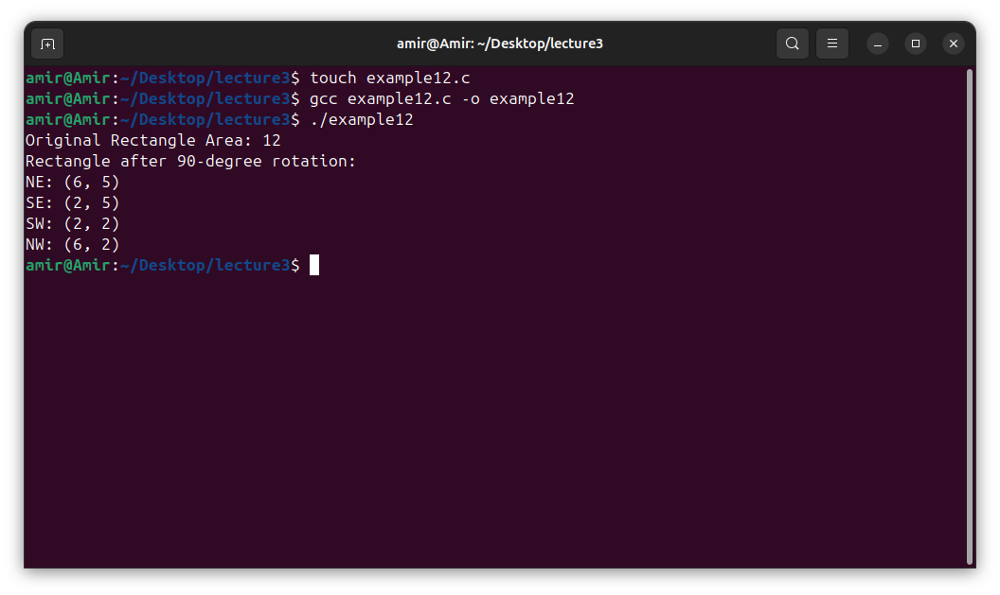 amir@Amir: ~/Desktop/lecture3
amir@Amir:~/Desktop/lecture3$ touch example12.c
amir@Amir:~/Desktop/lecture3$ gcc example12.c -o example12
amir@Amir:~/Desktop/lecture3$ ./example12
Original Rectangle Area: 12
Rectangle after 90-degree rotation:
NE: (6, 5)
SE: (2, 5)
SW: (2, 2)
NW: (6, 2)
amir@Amir:~/Desktop/lecture3$